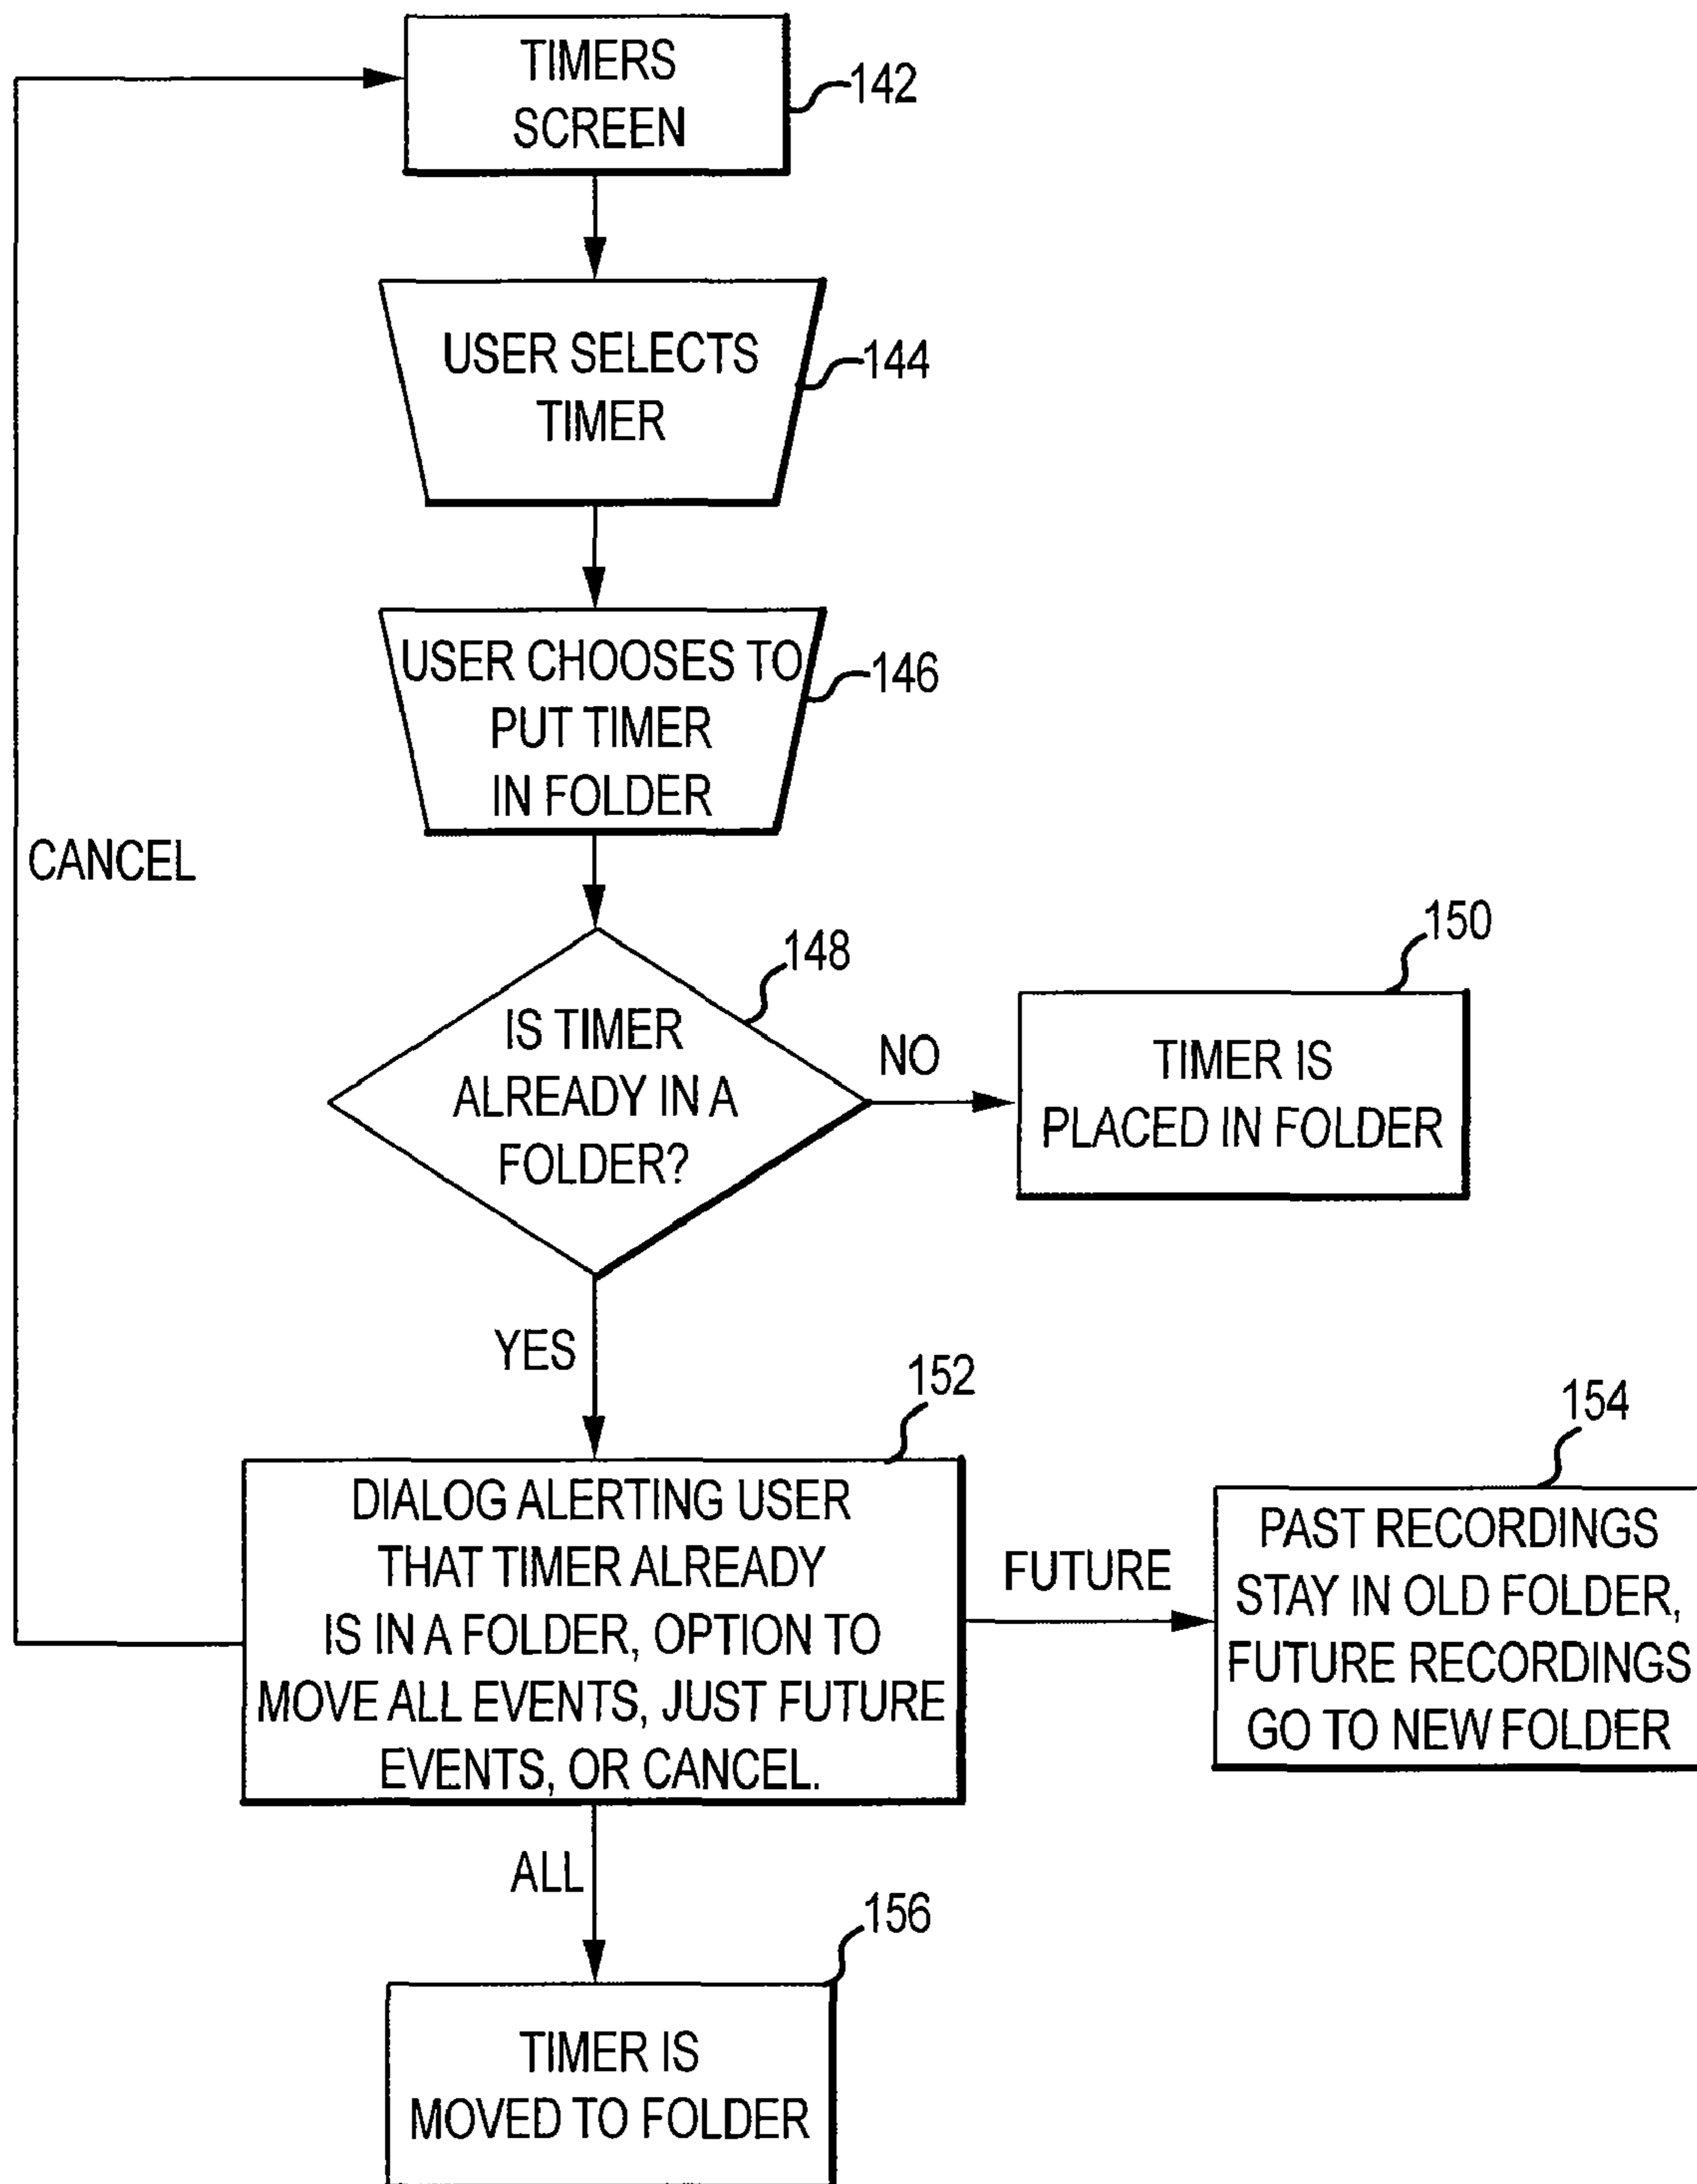 TIMERS
SCREEN
142
USER SELECTS
TIMER
144
USER CHOOSES TO
PUT TIMER
IN FOLDER
146
CANCEL
148
IS TIMER
ALREADY IN A
FOLDER?
NO
150
TIMER IS
PLACED IN FOLDER
YES
152
DIALOG ALERTING USER
THAT TIMER ALREADY
IS IN A FOLDER, OPTION TO
MOVE ALL EVENTS, JUST FUTURE
EVENTS, OR CANCEL.
FUTURE
154
PAST RECORDINGS
STAY IN OLD FOLDER,
FUTURE RECORDINGS
GO TO NEW FOLDER
ALL
156
TIMER IS
MOVED TO FOLDER